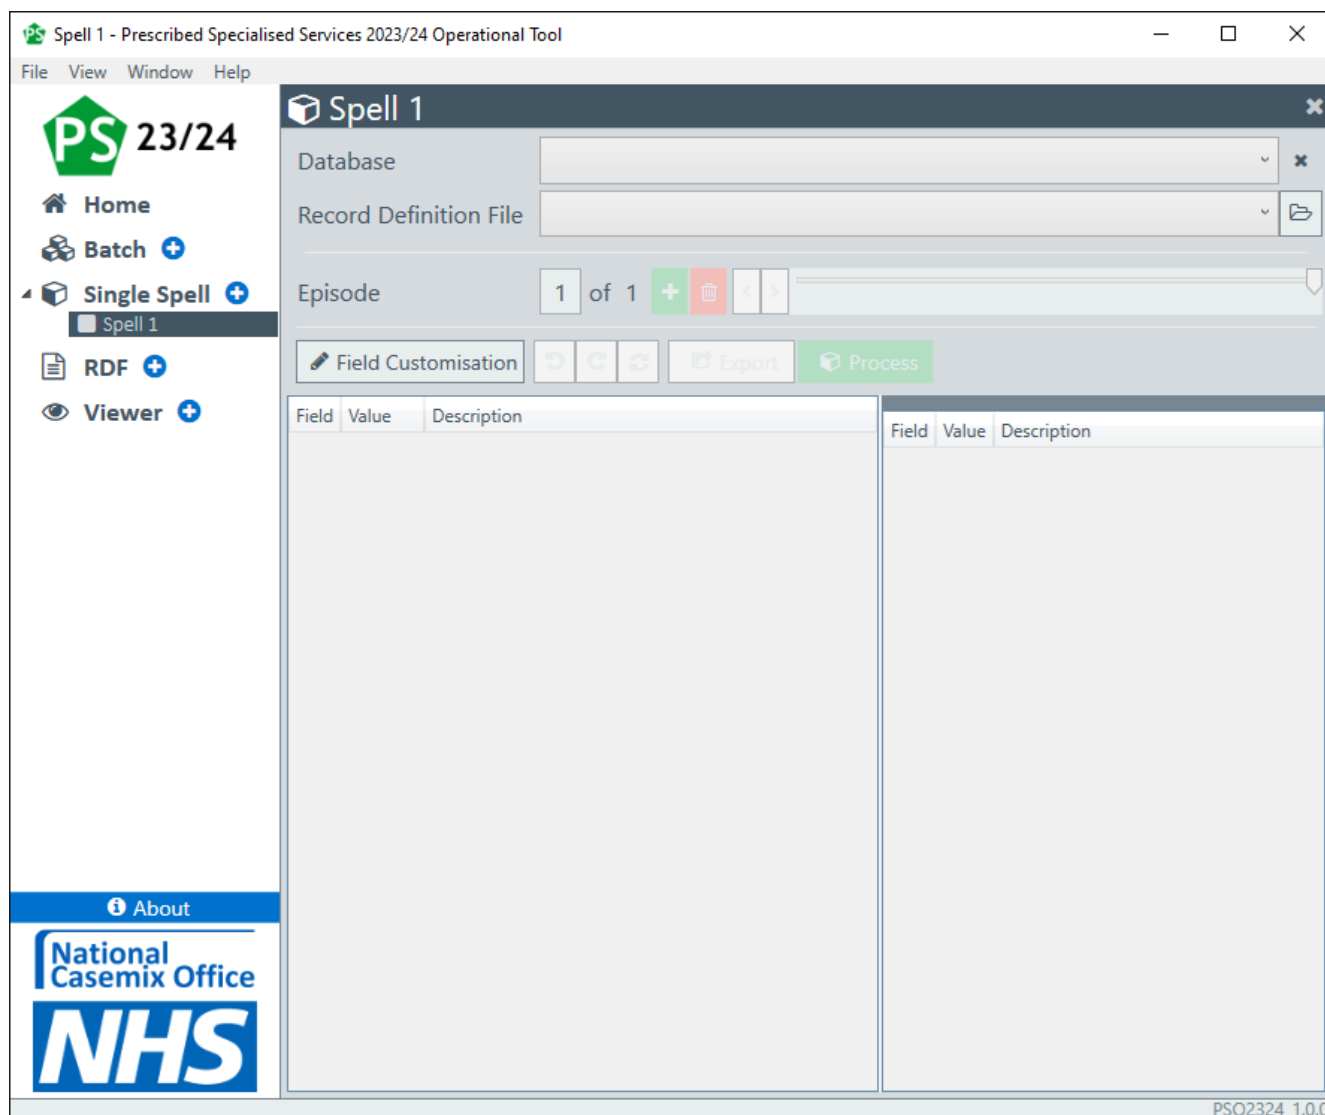 Spell 1 - Prescribed Specialised Services 2023/24 Operational Tool
File View Window Help
PS 23/24
Home
Batch
Single Spell
Spell 1
RDF
Viewer
About
National
Casemix Office
NHS
Spell 1
Database
Record Definition File
Episode 1 of 1
Field Customisation Export Process
Field Value Description
Field Value Description
PSO2324 1.0.0